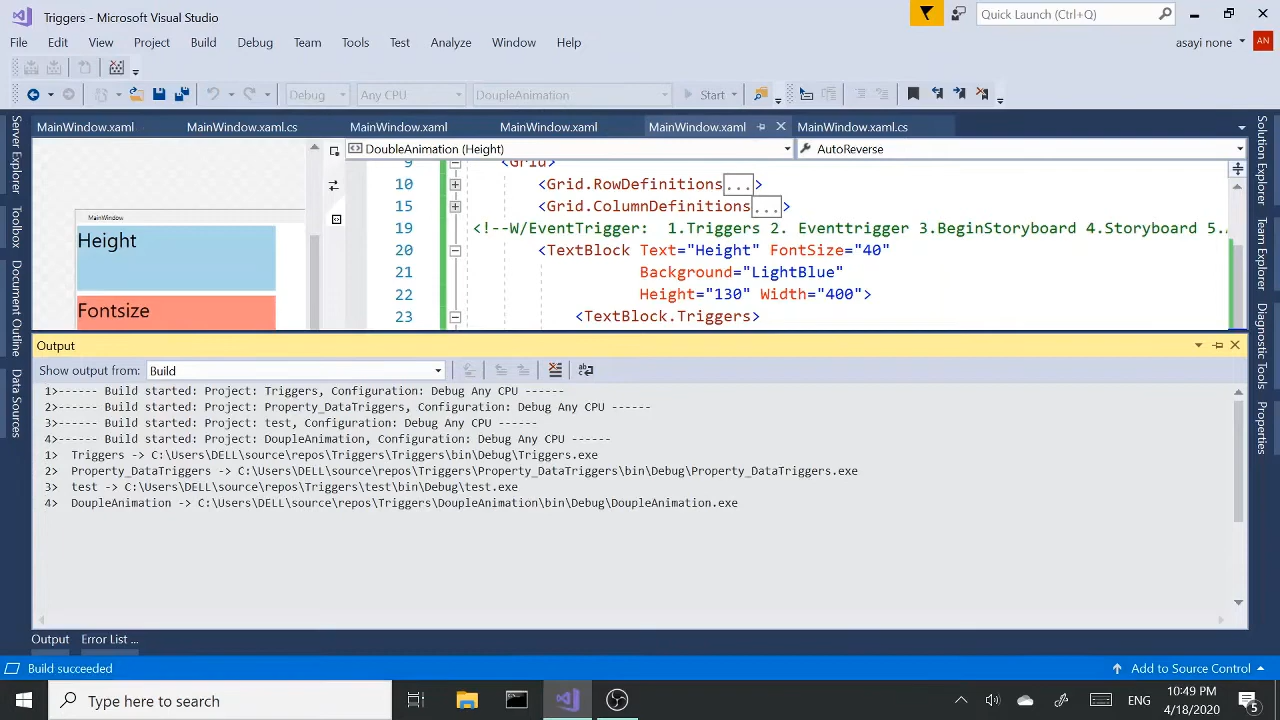 Triggers - Microsoft Visual Studio
Quick Launch (Ctrl+Q)
File Edit View Project Build Debug Team Tools Test Analyze Window Help
asayi none
AN
Debug Any CPU DoupleAnimation Start
MainWindow.xaml MainWindow.xaml.cs MainWindow.xaml MainWindow.xaml MainWindow.xaml MainWindow.xaml.cs
Server Explorer
Toolbox
Document Outline
Data Sources
DoubleAnimation (Height) AutoReverse
MainWindow
Height
Fontsize
9 <Grid>
10 <Grid.RowDefinitions...>
15 <Grid.ColumnDefinitions...>
19 <!--W/EventTrigger: 1.Triggers 2. Eventtrigger 3.BeginStoryboard 4.Storyboard 5.
20 <TextBlock Text="Height" FontSize="40"
21 Background="LightBlue"
22 Height="130" Width="400">
23 <TextBlock.Triggers>
Solution Explorer
Team Explorer
Diagnostic Tools
Properties
Output
Show output from: Build
1>------ Build started: Project: Triggers, Configuration: Debug Any CPU ------
2>------ Build started: Project: Property_DataTriggers, Configuration: Debug Any CPU ------
3>------ Build started: Project: test, Configuration: Debug Any CPU ------
4>------ Build started: Project: DoupleAnimation, Configuration: Debug Any CPU ------
1> Triggers -> C:\Users\DELL\source\repos\Triggers\Triggers\bin\Debug\Triggers.exe
2> Property_DataTriggers -> C:\Users\DELL\source\repos\Triggers\Property_DataTriggers\bin\Debug\Property_DataTriggers.exe
3> test -> C:\Users\DELL\source\repos\Triggers\test\bin\Debug\test.exe
4> DoupleAnimation -> C:\Users\DELL\source\repos\Triggers\DoupleAnimation\bin\Debug\DoupleAnimation.exe
Output Error List ...
Build succeeded
Add to Source Control
Type here to search
ENG
10:49 PM
4/18/2020
5